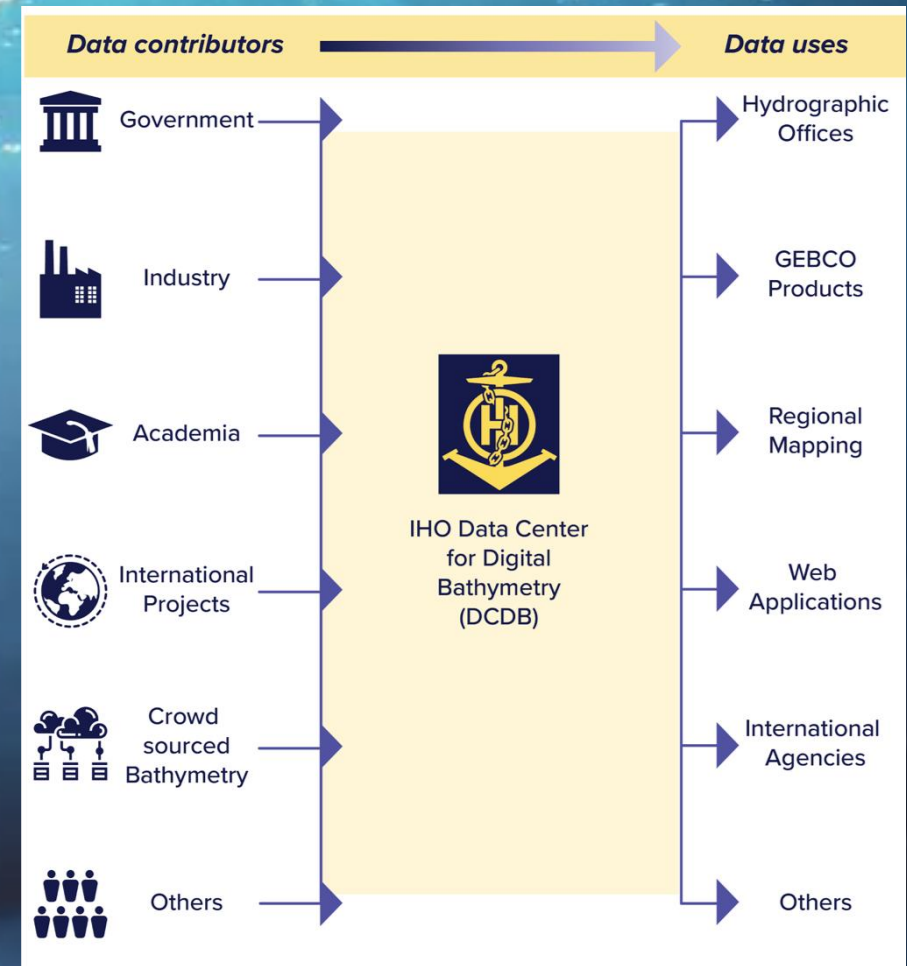 Data contributors
Data uses
Government
Industry
Academia
International
Projects
Crowd
sourced
Bathymetry
Others
IHO Data Center
for Digital
Bathymetry
(DCDB)
Hydrographic
Offices
GEBCO
Products
Regional
Mapping
Web
Applications
International
Agencies
Others